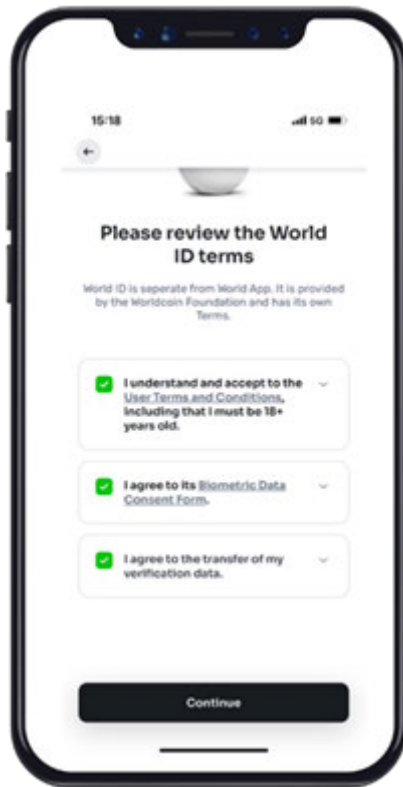 15:18
5G
Please review the World
ID terms
World ID is seperate from World App. It is provided
by the Worldcoin Foundation and has its own
Terms.
I understand and accept to the
User Terms and Conditions,
including that I must be 18+
years old.
I agree to its Biometric Data
Consent Form.
I agree to the transfer of my
verification data.
Continue